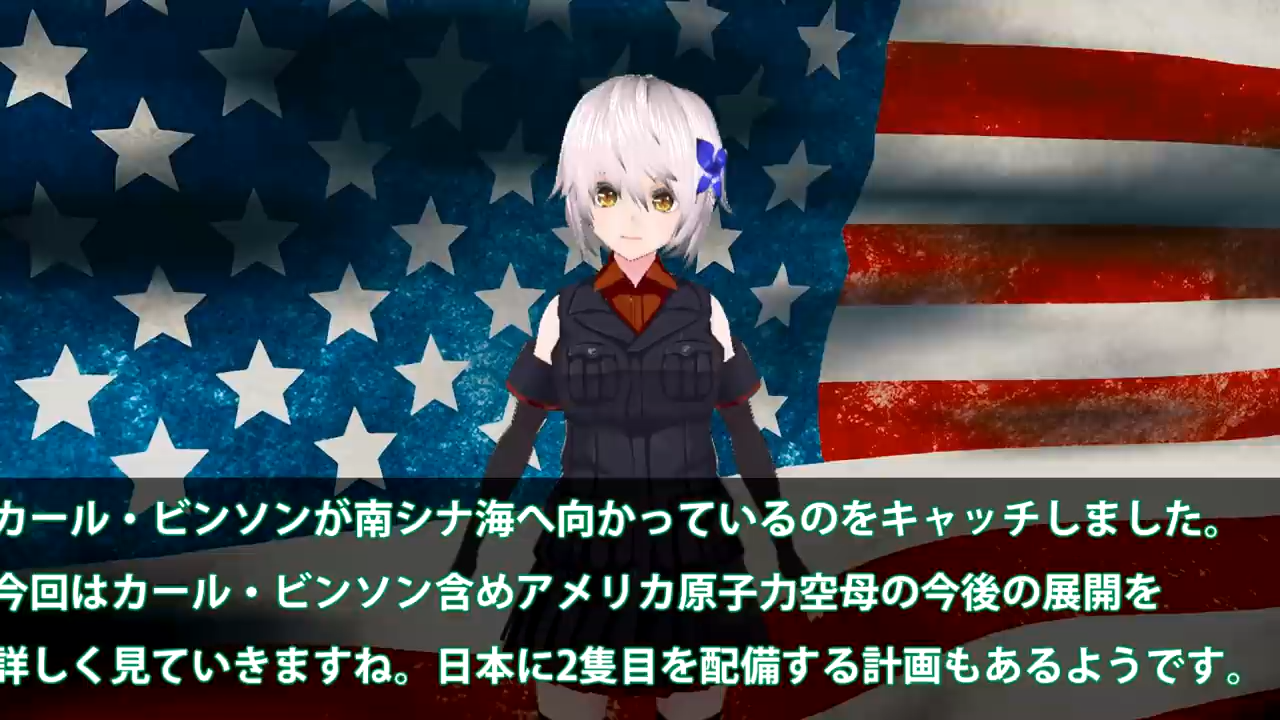 カール・ビンソンが南シナ海へ向かっているのをキャッチしました。
今回はカール・ビンソン含めアメリカ原子力空母の今後の展開を
詳しく見ていきますね。日本に2隻目を配備する計画もあるようです。